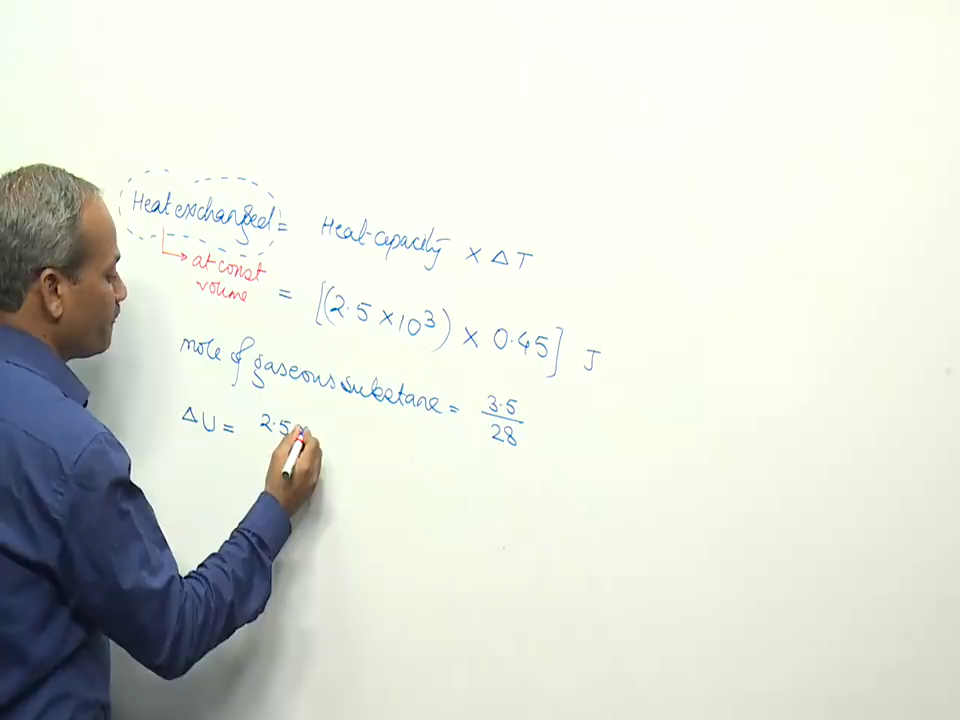 Heat exchanged = Heat capacity × ΔT
→ at const
volume
= [(2.5 × 10³) × 0.45] J
mole of gaseous substane = 3.5/28
ΔU = 2.5